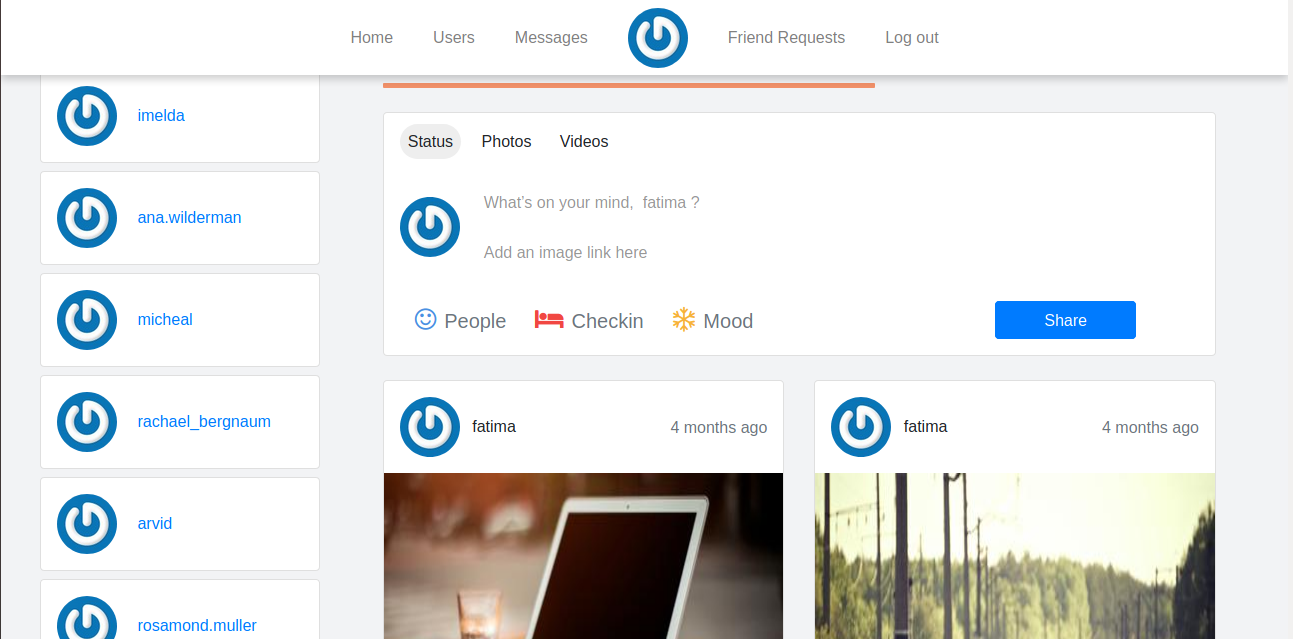 Home Users Messages Friend Requests Log out
imelda
ana.wilderman
micheal
rachael_bergnaum
arvid
rosamond.muller
Status Photos Videos
What's on your mind, fatima ?
Add an image link here
People Checkin Mood Share
fatima 4 months ago
fatima 4 months ago